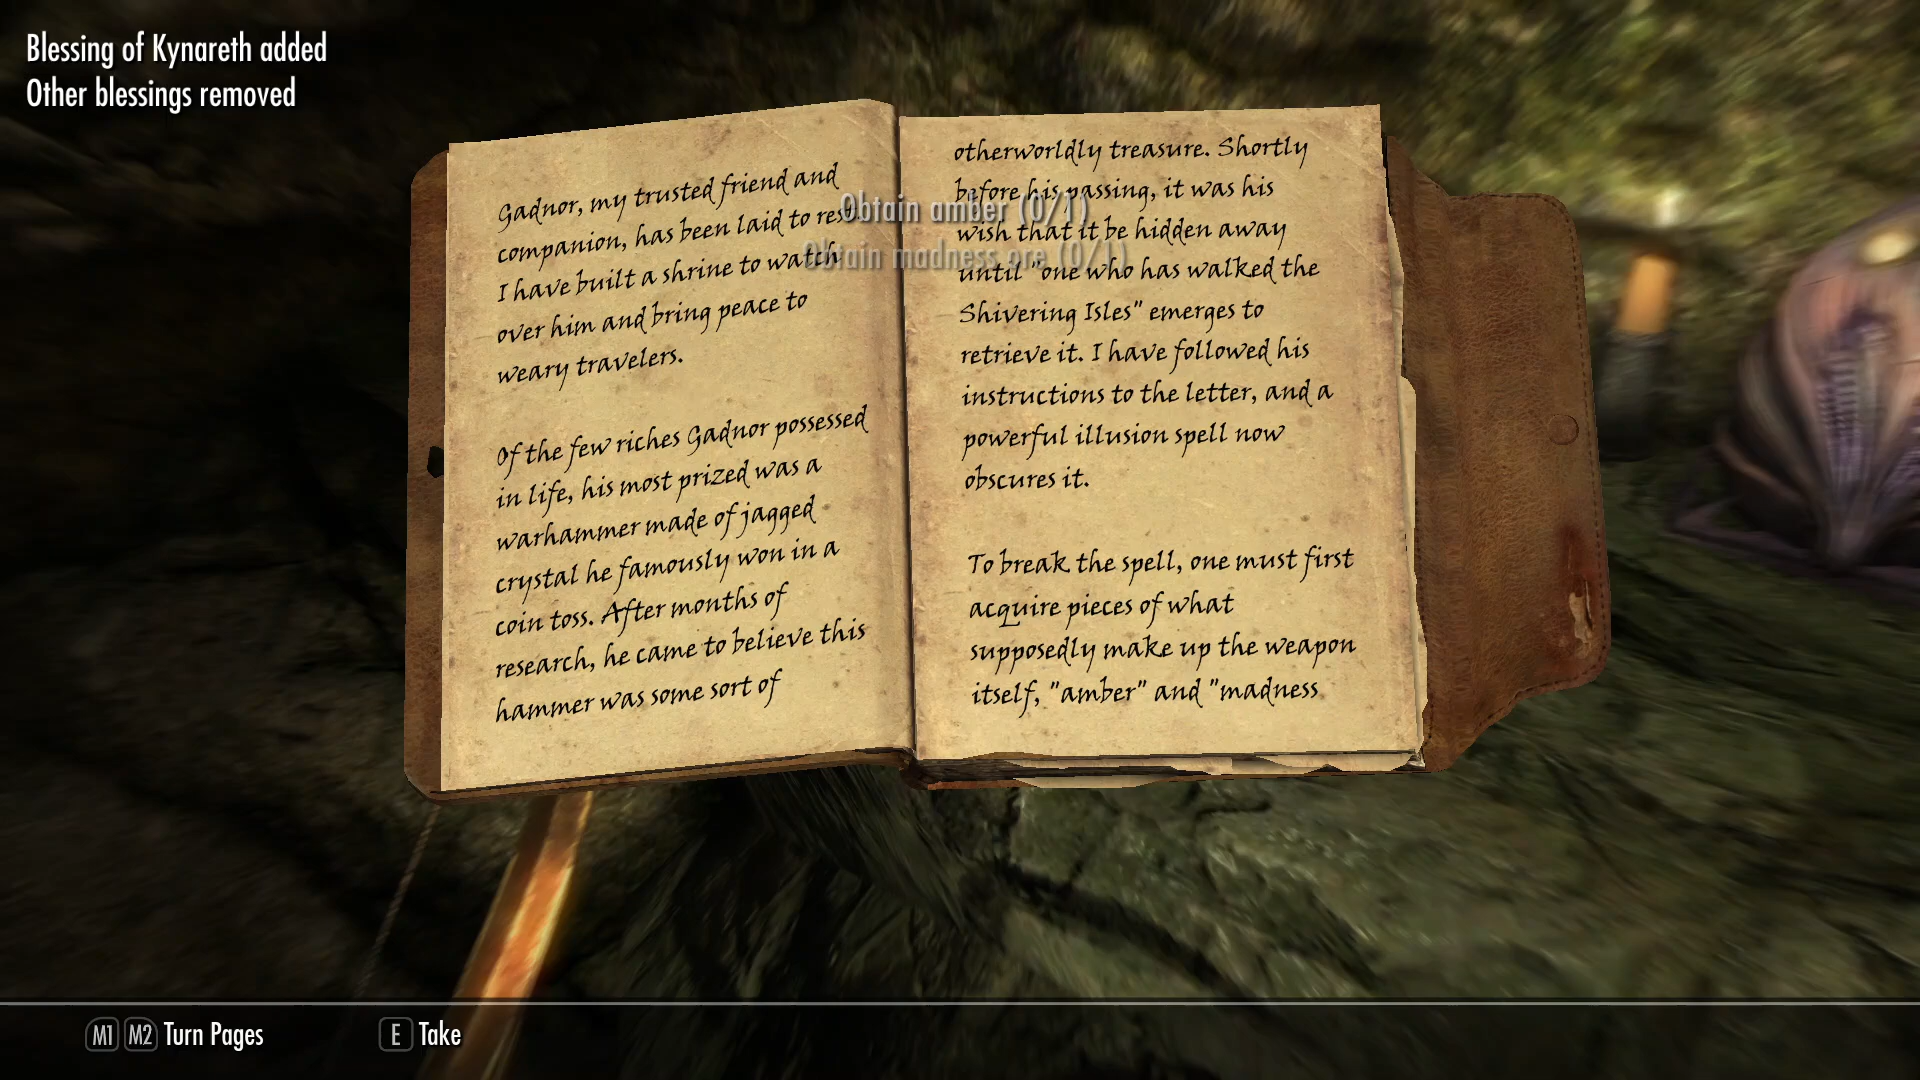 Blessing of Kynareth added
Other blessings removed
Gadnor, my trusted friend and
companion, has been laid to rest.
I have built a shrine to watch
over him and bring peace to
weary travelers.
Of the few riches Gadnor possessed
in life, his most prized was a
warhammer made of jagged
crystal he famously won in a
coin toss. After months of
research, he came to believe this
hammer was some sort of
otherworldly treasure. Shortly
before his passing, it was his
wish that it be hidden away
until "one who has walked the
Shivering Isles" emerges to
retrieve it. I have followed his
instructions to the letter, and a
powerful illusion spell now
obscures it.
To break the spell, one must first
acquire pieces of what
supposedly make up the weapon
itself, "amber" and "madness
Obtain amber (0/1)
Obtain madness ore (0/1)
M1 M2 Turn Pages
E Take